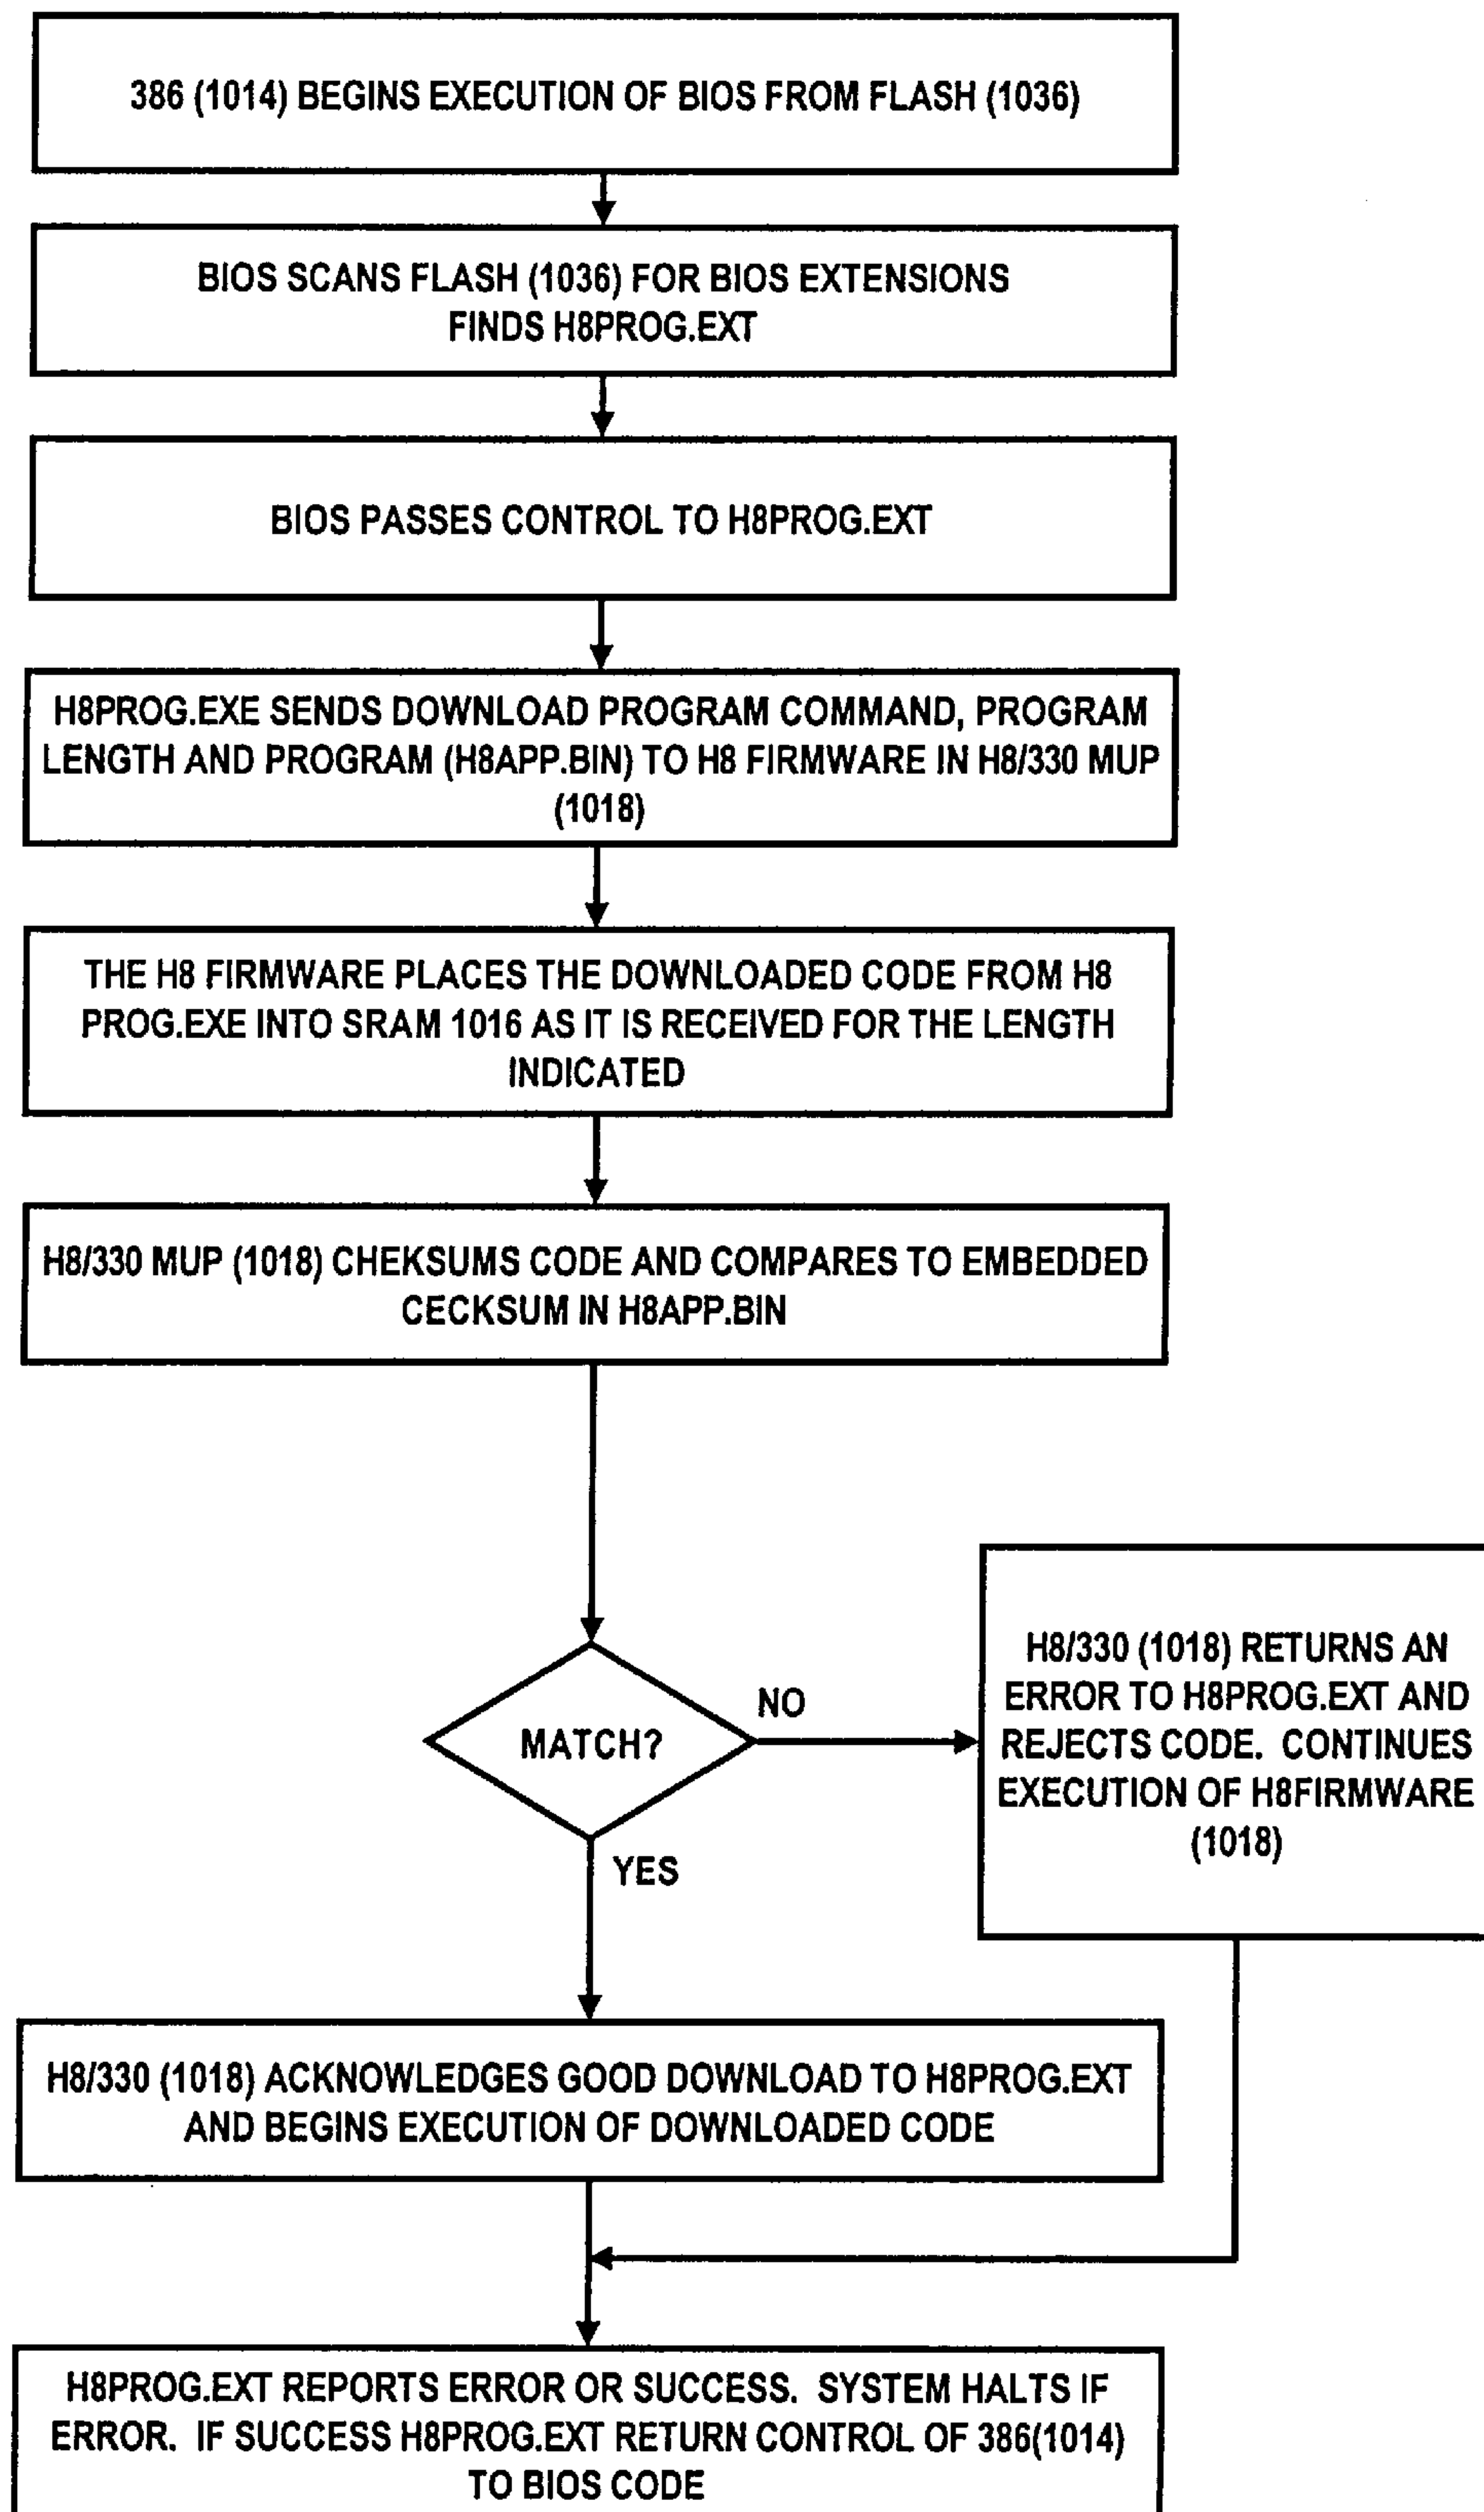 386 (1014) BEGINS EXECUTION OF BIOS FROM FLASH (1036)
BIOS SCANS FLASH (1036) FOR BIOS EXTENSIONS
FINDS H8PROG.EXT
BIOS PASSES CONTROL TO H8PROG.EXT
H8PROG.EXE SENDS DOWNLOAD PROGRAM COMMAND, PROGRAM
LENGTH AND PROGRAM (H8APP.BIN) TO H8 FIRMWARE IN H8/330 MUP
(1018)
THE H8 FIRMWARE PLACES THE DOWNLOADED CODE FROM H8
PROG.EXE INTO SRAM 1016 AS IT IS RECEIVED FOR THE LENGTH
INDICATED
H8/330 MUP (1018) CHEKSUMS CODE AND COMPARES TO EMBEDDED
CECKSUM IN H8APP.BIN
MATCH?
NO
H8/330 (1018) RETURNS AN
ERROR TO H8PROG.EXT AND
REJECTS CODE. CONTINUES
EXECUTION OF H8FIRMWARE
(1018)
YES
H8/330 (1018) ACKNOWLEDGES GOOD DOWNLOAD TO H8PROG.EXT
AND BEGINS EXECUTION OF DOWNLOADED CODE
H8PROG.EXT REPORTS ERROR OR SUCCESS. SYSTEM HALTS IF
ERROR. IF SUCCESS H8PROG.EXT RETURN CONTROL OF 386(1014)
TO BIOS CODE